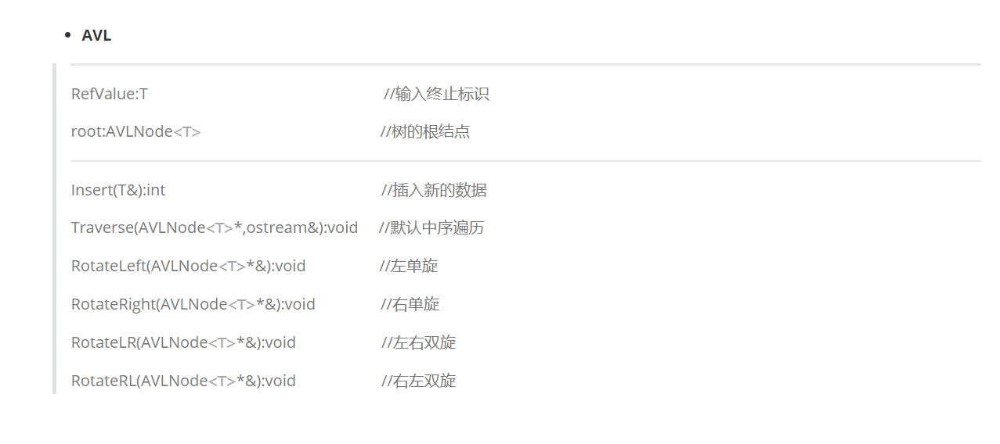 AVL
RefValue:T //输入终止标识
root:AVLNode<T> //树的根结点
Insert(T&):int //插入新的数据
Traverse(AVLNode<T>*,ostream&):void //默认中序遍历
RotateLeft(AVLNode<T>*&):void //左单旋
RotateRight(AVLNode<T>*&):void //右单旋
RotateLR(AVLNode<T>*&):void //左右双旋
RotateRL(AVLNode<T>*&):void //右左双旋